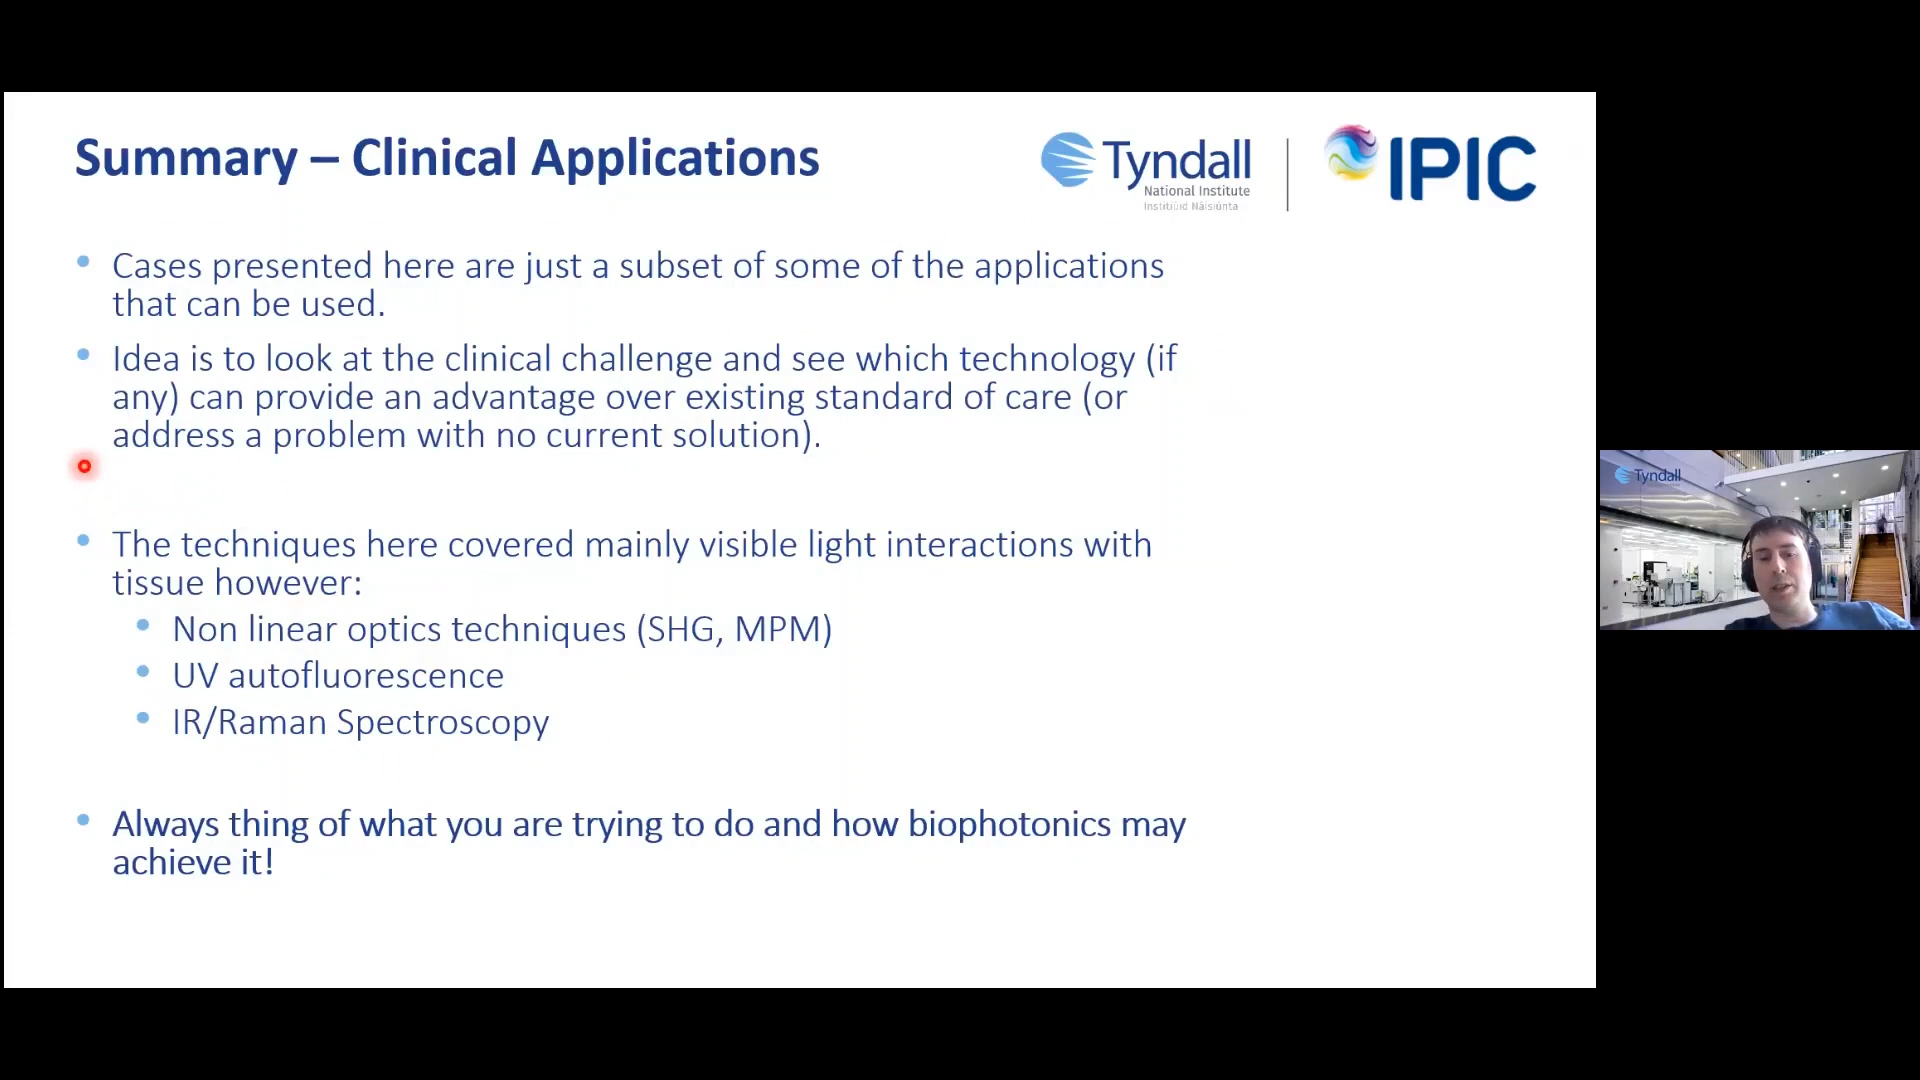 Summary – Clinical Applications
Tyndall
National Institute
Institiúid Náisiúnta
IPIC
• Cases presented here are just a subset of some of the applications
that can be used.
• Idea is to look at the clinical challenge and see which technology (if
any) can provide an advantage over existing standard of care (or
address a problem with no current solution).
• The techniques here covered mainly visible light interactions with
tissue however:
• Non linear optics techniques (SHG, MPM)
• UV autofluorescence
• IR/Raman Spectroscopy
• Always thing of what you are trying to do and how biophotonics may
achieve it!
Tyndall